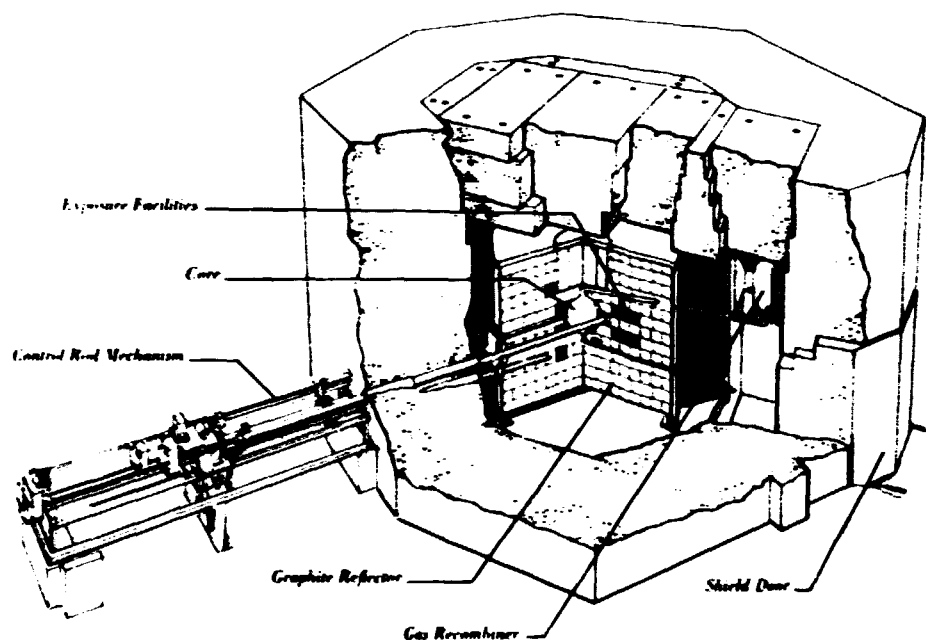 Exposure Facilities
Core
Control Rod Mechanism
Graphite Reflector
Shield Door
Gas Recombiner